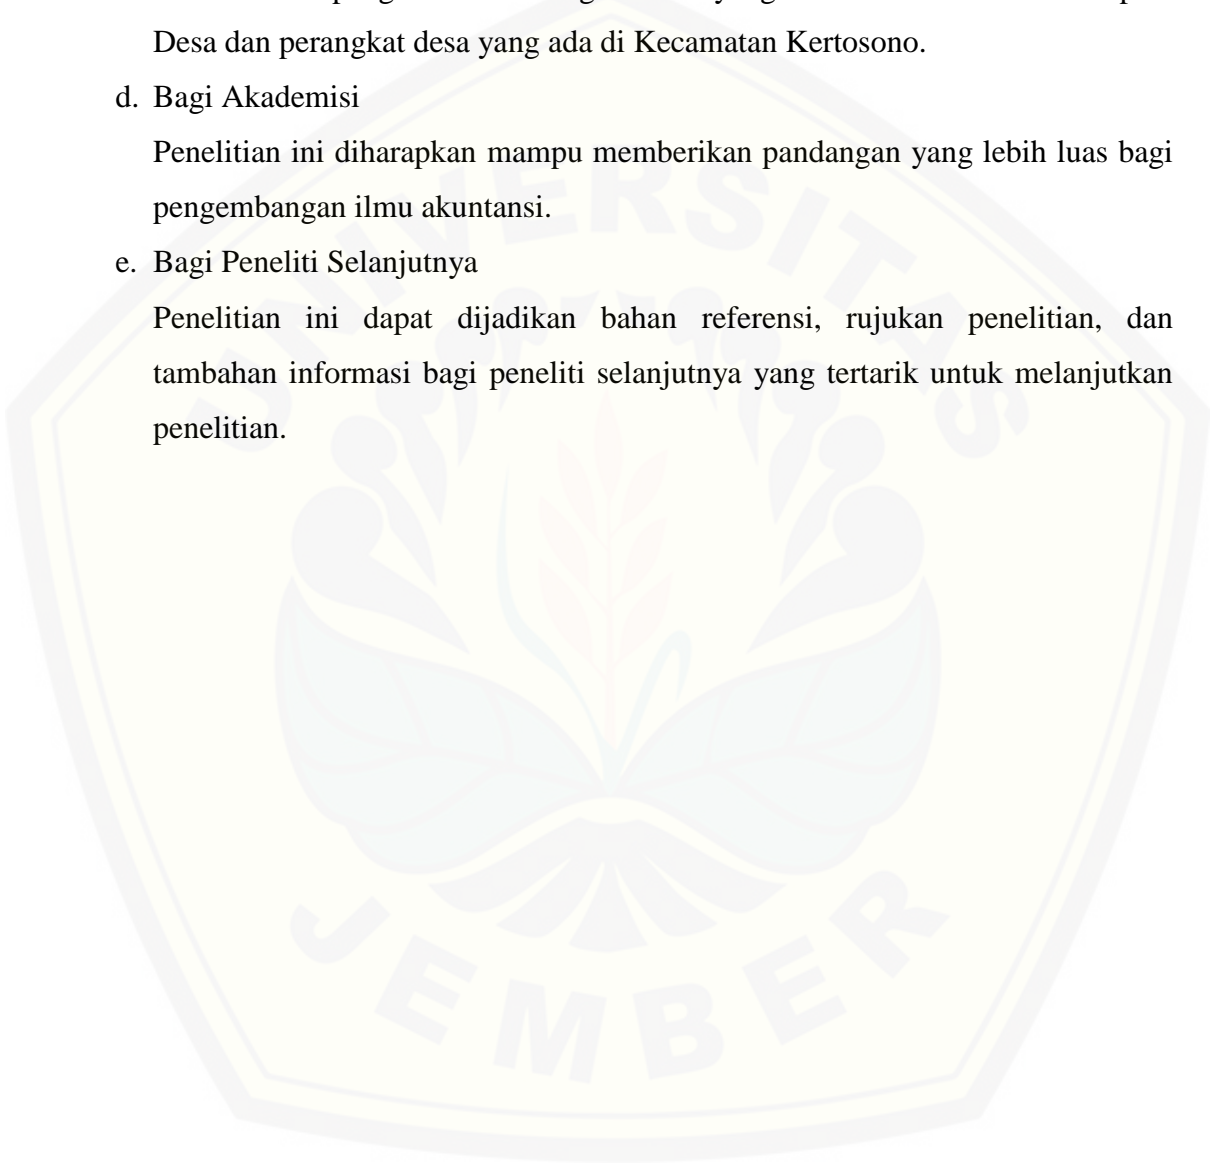 Desa dan perangkat desa yang ada di Kecamatan Kertosono.
d. Bagi Akademisi
Penelitian ini diharapkan mampu memberikan pandangan yang lebih luas bagi
pengembangan ilmu akuntansi.
e. Bagi Peneliti Selanjutnya
Penelitian ini dapat dijadikan bahan referensi, rujukan penelitian, dan
tambahan informasi bagi peneliti selanjutnya yang tertarik untuk melanjutkan
penelitian.
UNIVERSITAS
JEMBER